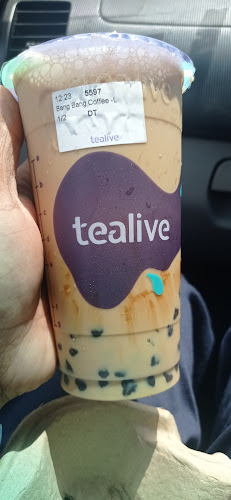 12:23 5597
Bang Bang Coffee -L
1/2 DT
tealive
tealive